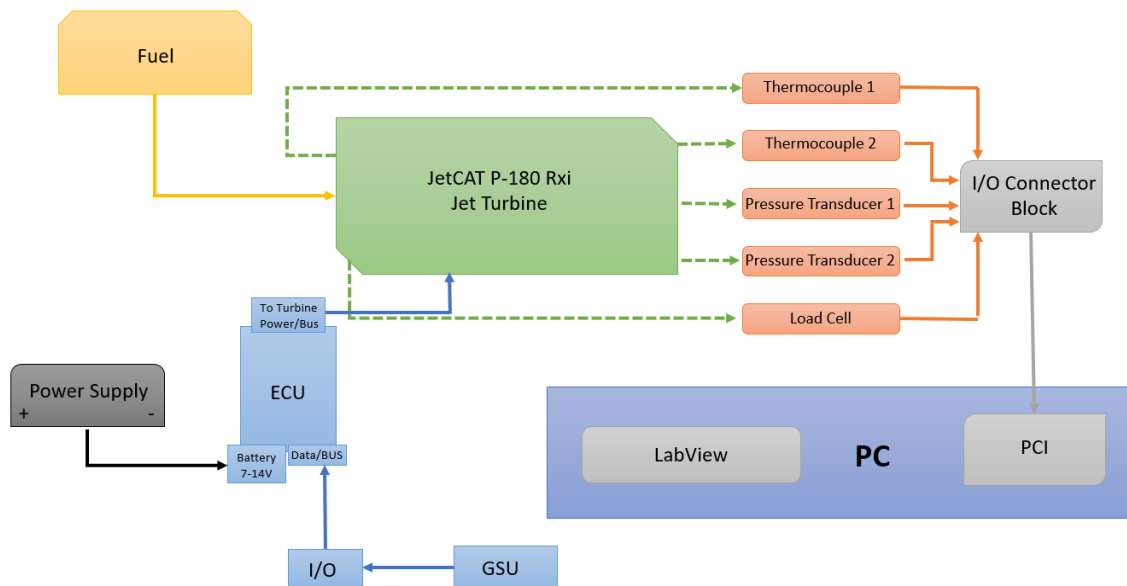 Fuel
Thermocouple 1
Thermocouple 2
JetCAT P-180 Rxi
Jet Turbine
Pressure Transducer 1
I/O Connector
Block
Pressure Transducer 2
To Turbine
Power/Bus
Load Cell
Power Supply
+ -
ECU
Battery
7-14V
Data/BUS
LabView
PC
PCI
I/O
GSU